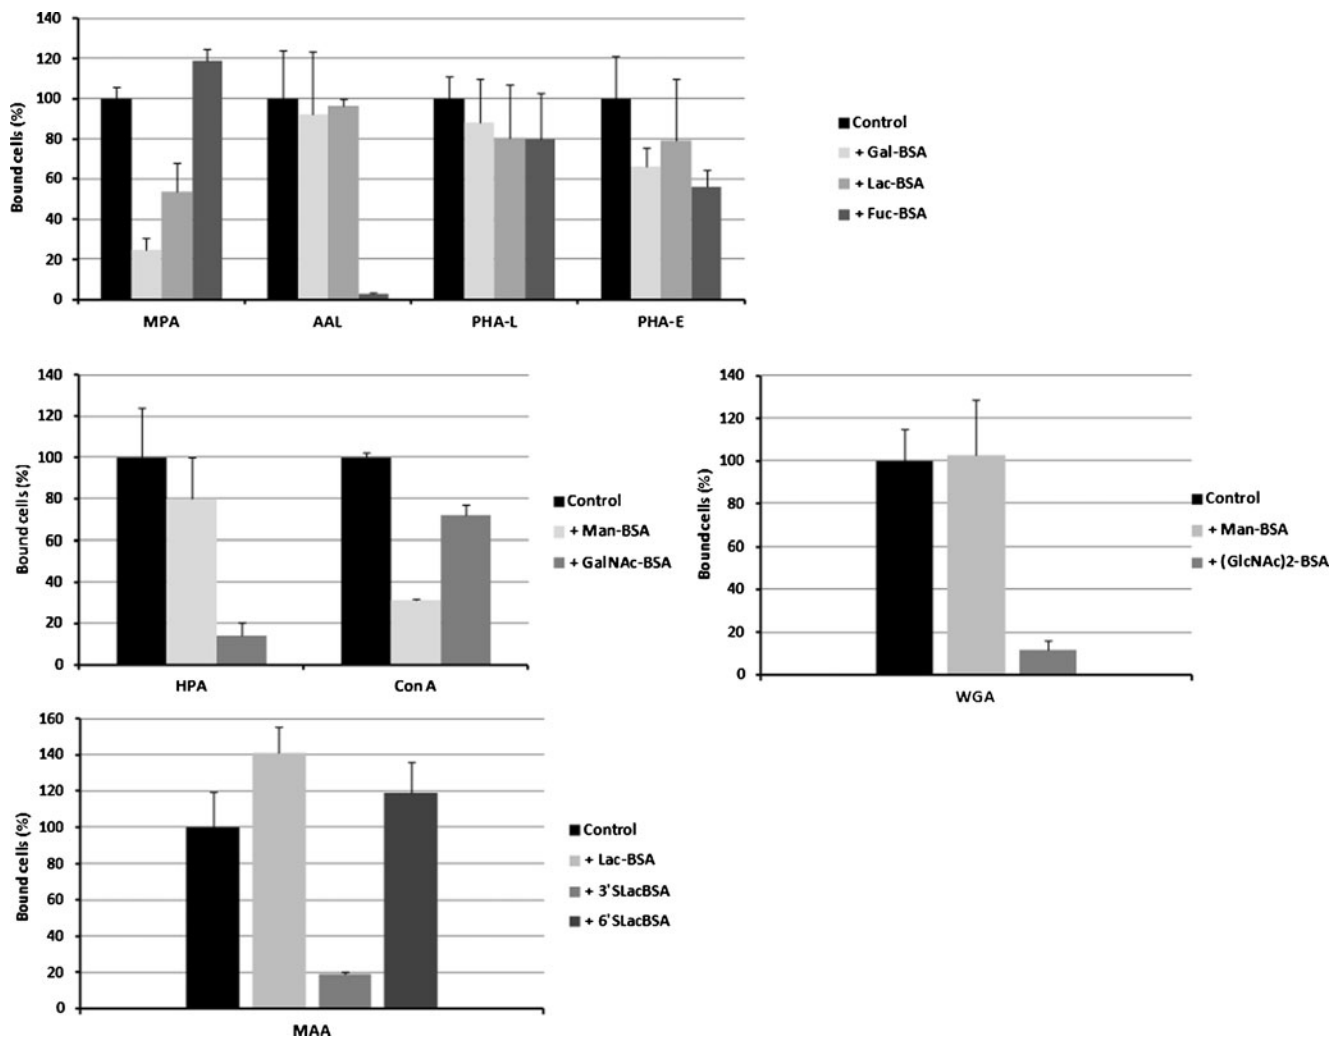 140
120
100
80
60
40
20
0
Bound cells (%)
MPA
AAL
PHA-L
PHA-E
Control
+ Gal-BSA
+ Lac-BSA
+ Fuc-BSA
140
120
100
80
60
40
20
0
Bound cells (%)
HPA
Con A
Control
+ Man-BSA
+ GalNAc-BSA
140
120
100
80
60
40
20
0
Bound cells (%)
WGA
Control
+ Man-BSA
+ (GlcNAc)2-BSA
160
140
120
100
80
60
40
20
0
Bound cells (%)
MAA
Control
+ Lac-BSA
+ 3'SLacBSA
+ 6'SLacBSA